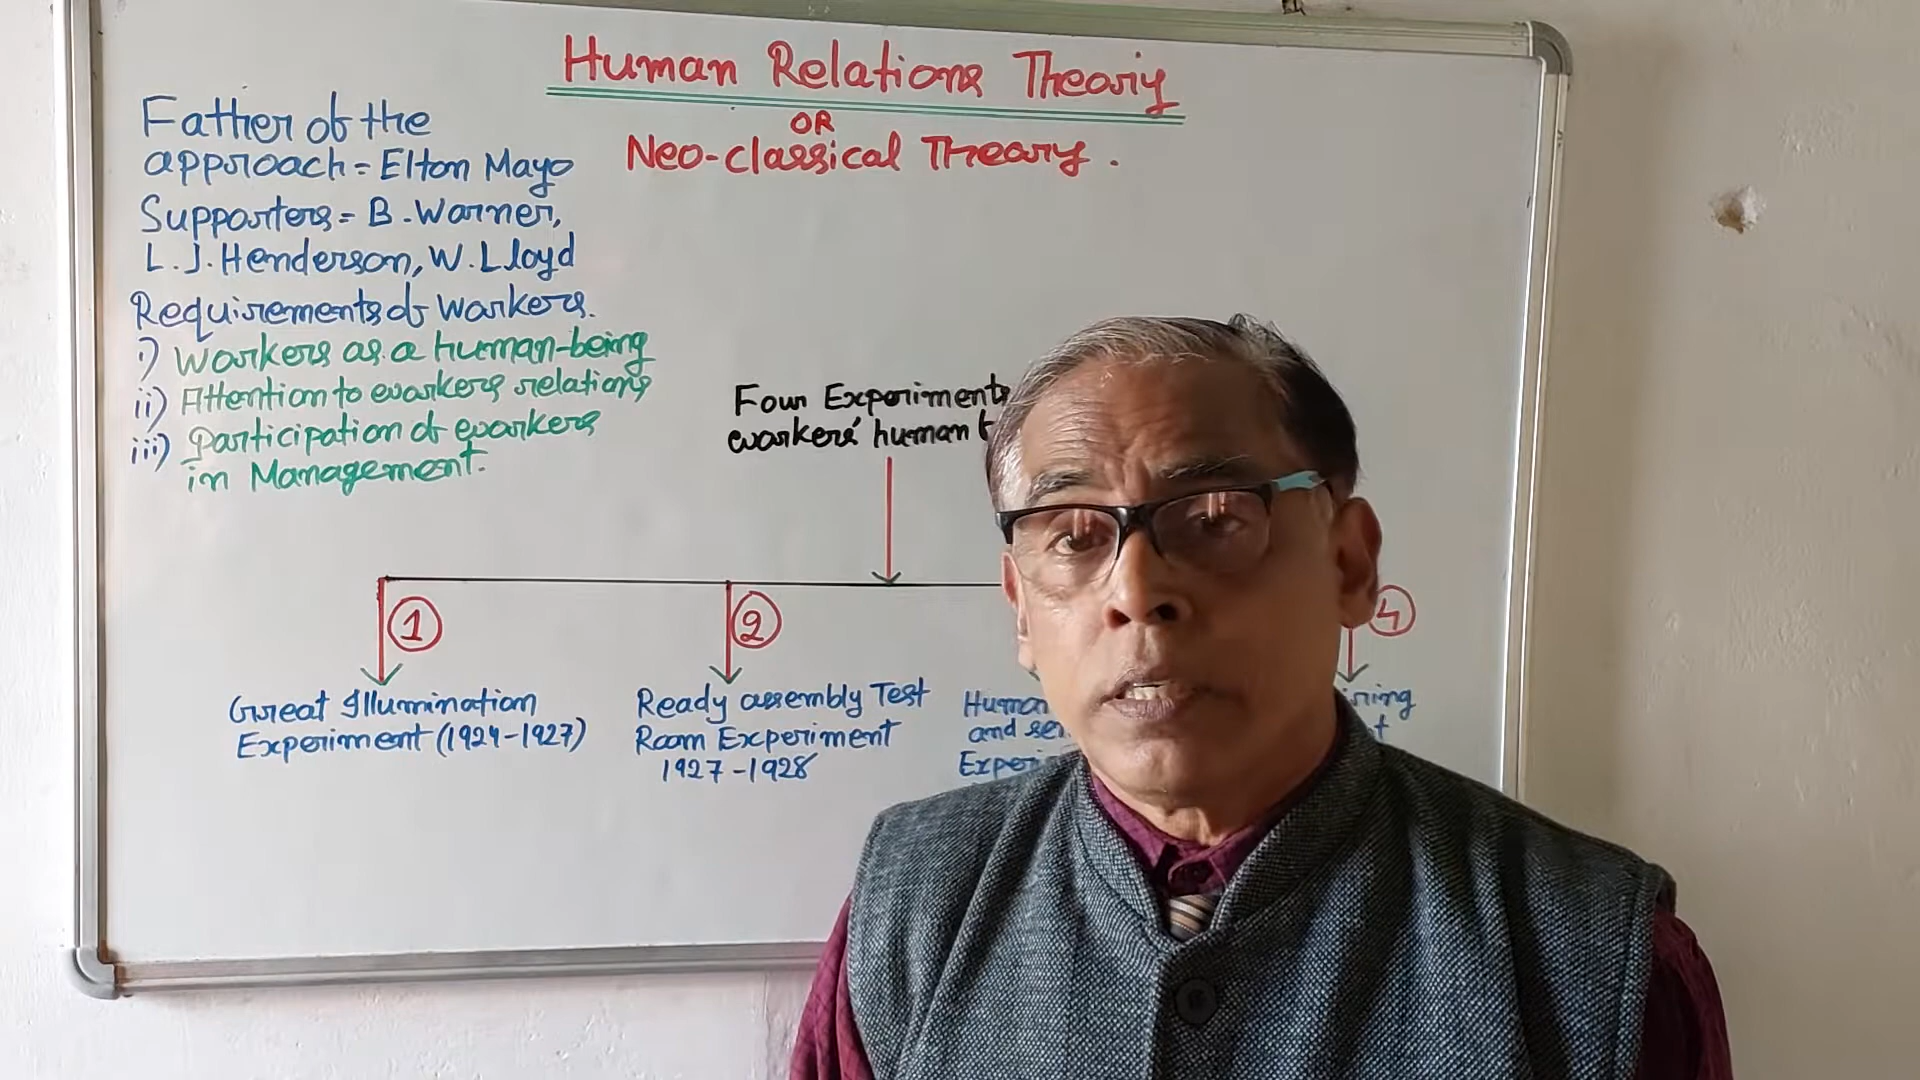 Human Relations Theory
OR
Neo-classical Theory.
Father of the
approach = Elton Mayo
Supporters = B. Warner,
L. J. Henderson, W. Lloyd
Requirements of workers.
i) Workers as a human-being
ii) Attention to workers relations
iii) Participation of workers
in Management.
Four Experiments
workers' human
1
2
4
Great Illumination
Experiment (1924-1927)
Ready assembly Test
Room Experiment
1927-1928
Human
and